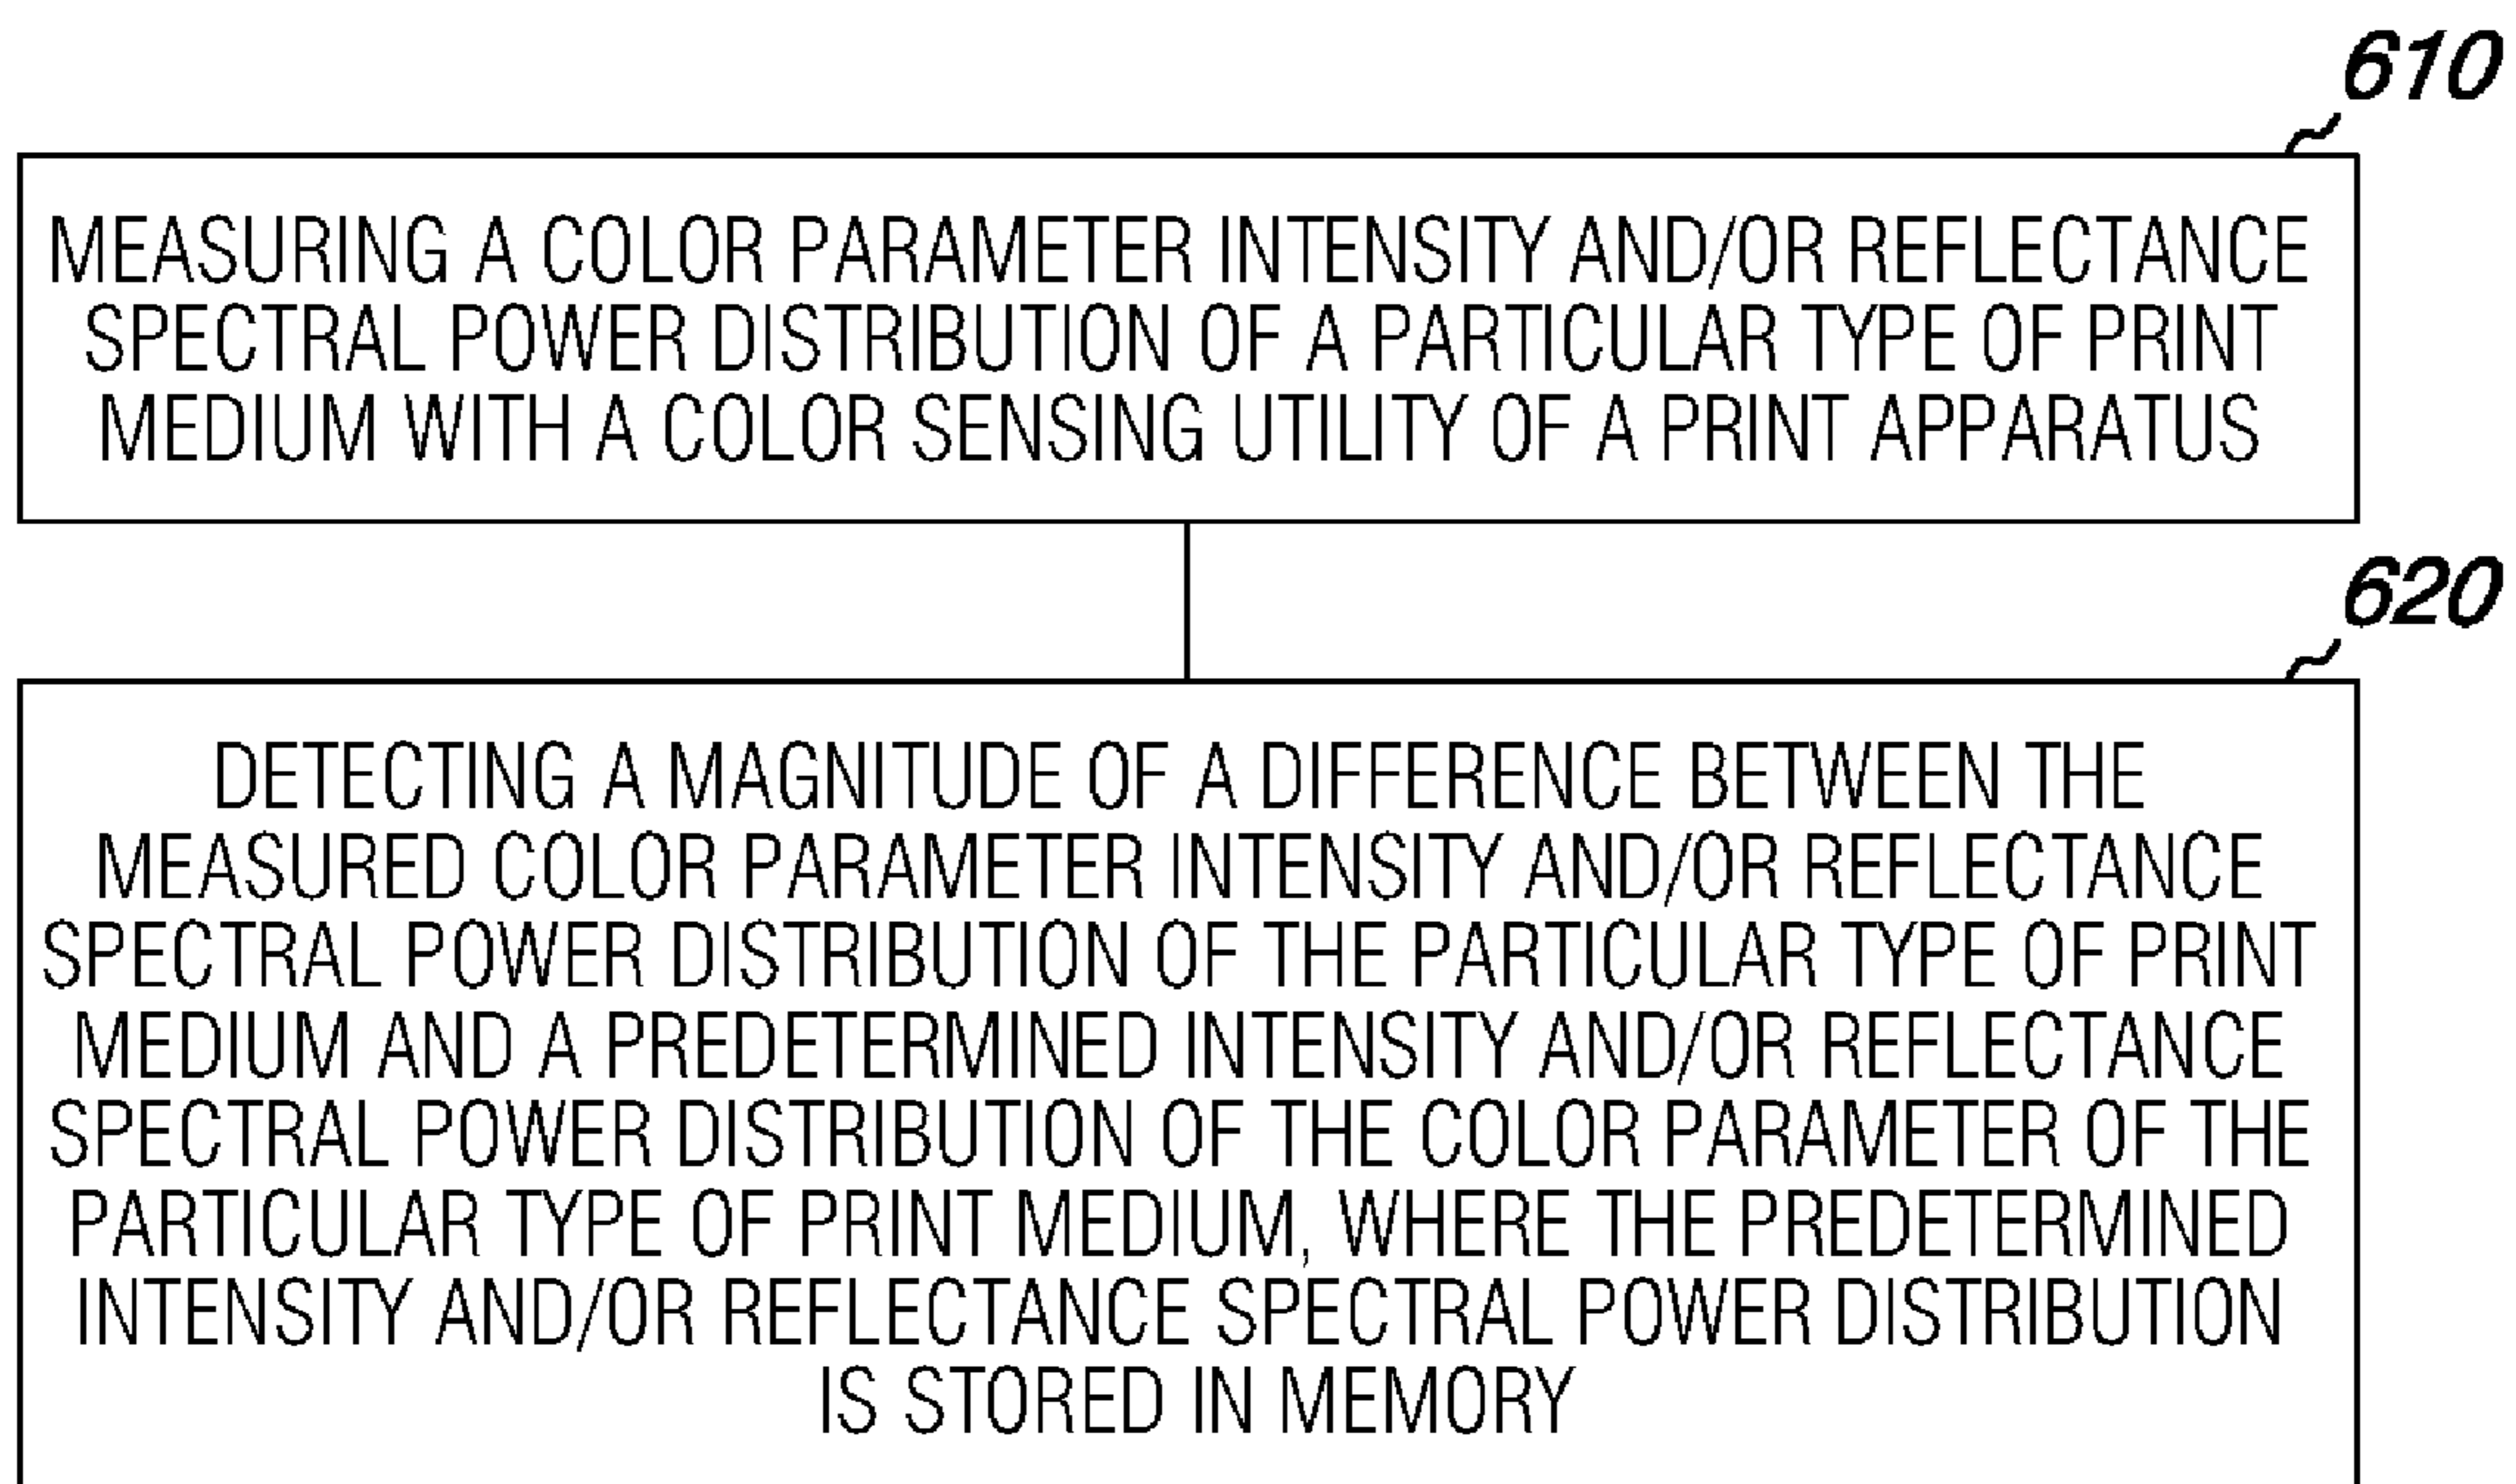 610
MEASURING A COLOR PARAMETER INTENSITY AND/OR REFLECTANCE
SPECTRAL POWER DISTRIBUTION OF A PARTICULAR TYPE OF PRINT
MEDIUM WITH A COLOR SENSING UTILITY OF A PRINT APPARATUS
620
DETECTING A MAGNITUDE OF A DIFFERENCE BETWEEN THE
MEASURED COLOR PARAMETER INTENSITY AND/OR REFLECTANCE
SPECTRAL POWER DISTRIBUTION OF THE PARTICULAR TYPE OF PRINT
MEDIUM AND A PREDETERMINED INTENSITY AND/OR REFLECTANCE
SPECTRAL POWER DISTRIBUTION OF THE COLOR PARAMETER OF THE
PARTICULAR TYPE OF PRINT MEDIUM, WHERE THE PREDETERMINED
INTENSITY AND/OR REFLECTANCE SPECTRAL POWER DISTRIBUTION
IS STORED IN MEMORY